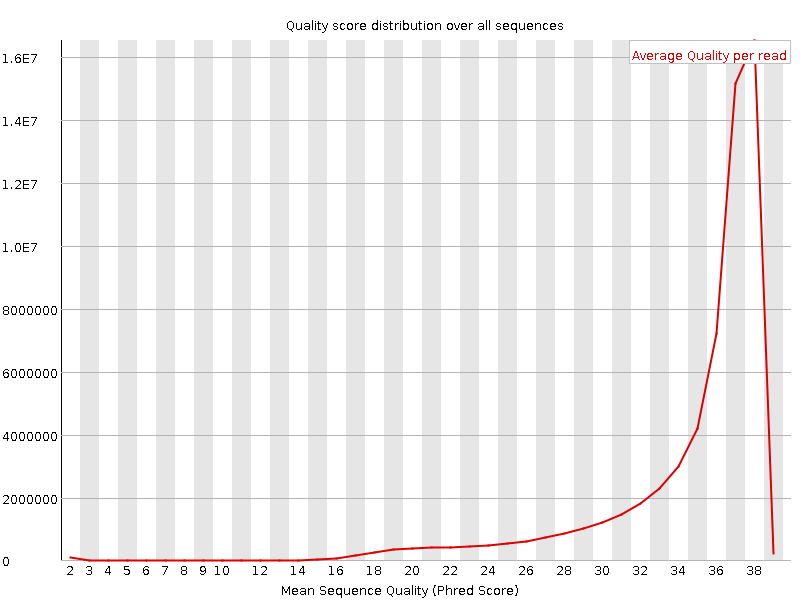 Quality score distribution over all sequences
Average Quality per read
1.6E7
1.4E7
1.2E7
1.0E7
8000000
6000000
4000000
2000000
0
2 3 4 5 6 7 8 9 10 12 14 16 18 20 22 24 26 28 30 32 34 36 38
Mean Sequence Quality (Phred Score)